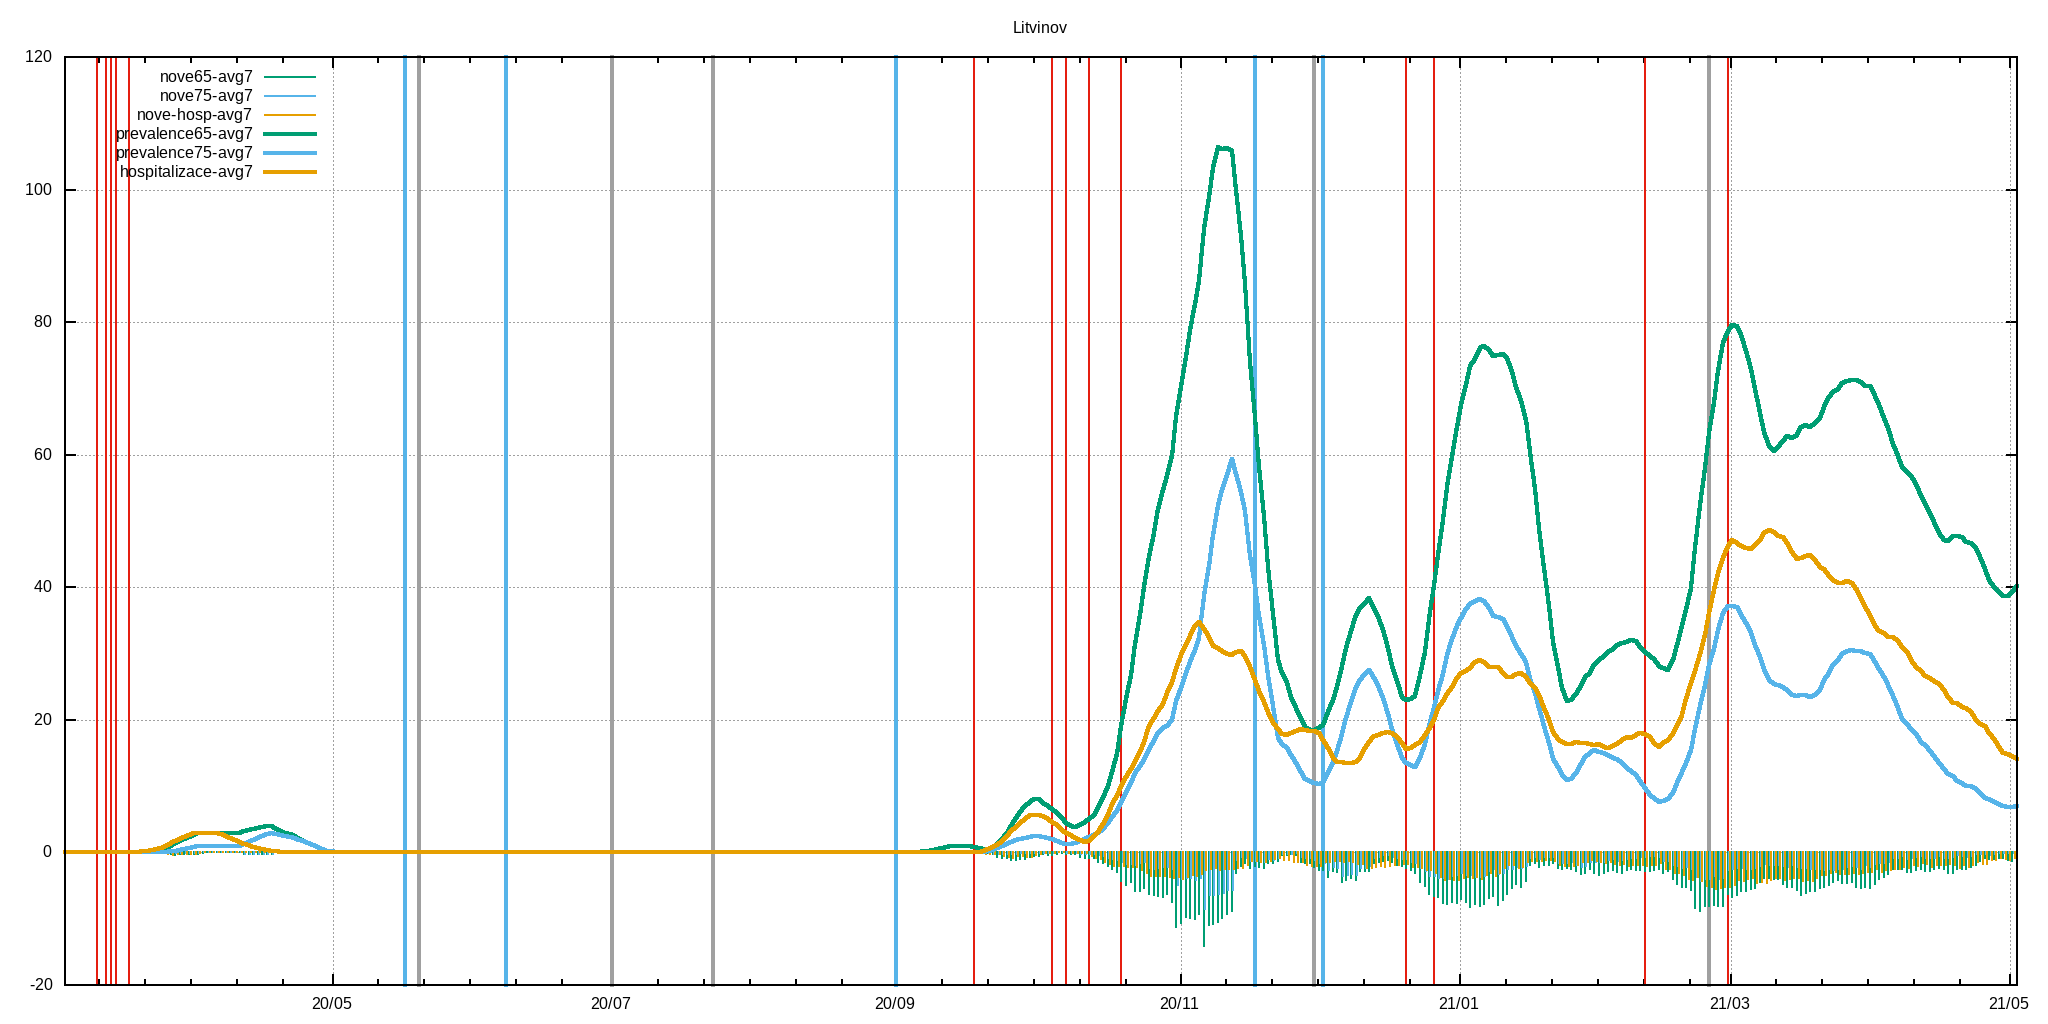 Litvinov
120
100
80
60
40
20
0
-20
nove65-avg7
nove75-avg7
nove-hosp-avg7
prevalence65-avg7
prevalence75-avg7
hospitalizace-avg7
20/05 20/07 20/09 20/11 21/01 21/03 21/05